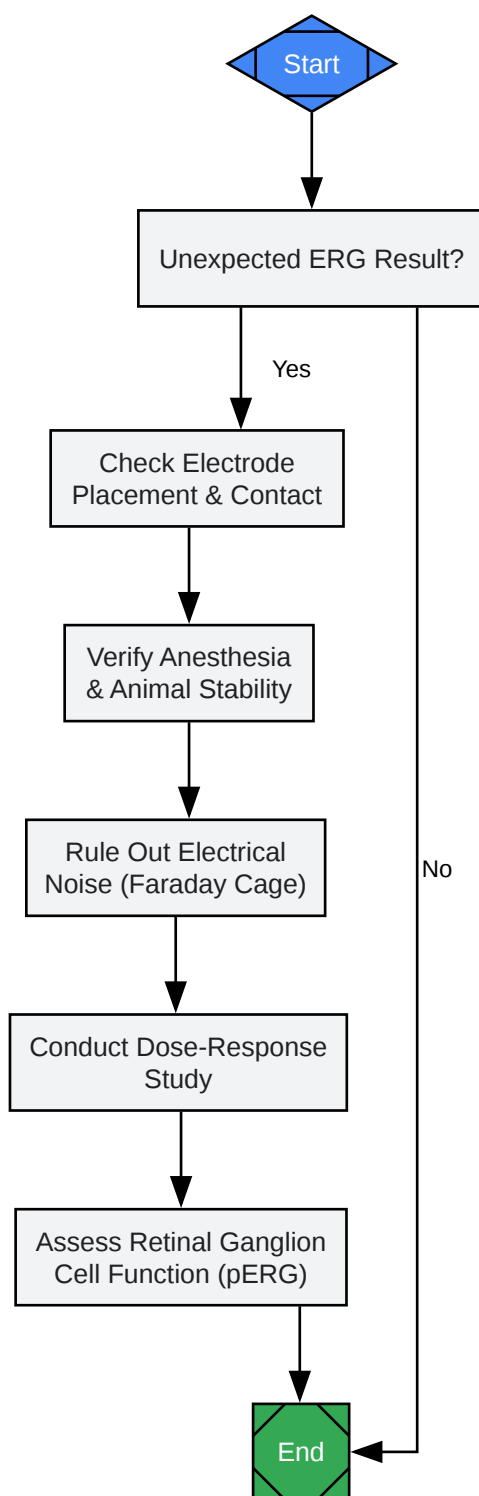 Start
Unexpected ERG Result?
Yes
Check Electrode
Placement & Contact
Verify Anesthesia
& Animal Stability
Rule Out Electrical
Noise (Faraday Cage)
No
Conduct Dose-Response
Study
Assess Retinal Ganglion
Cell Function (pERG)
End